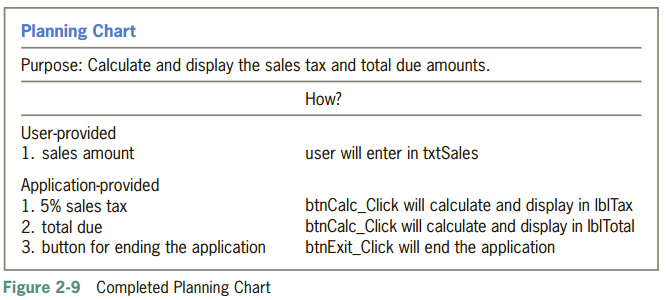 Planning Chart
Purpose: Calculate and display the sales tax and total due amounts.
How?
User-provided
1. sales amount user will enter in txtSales
Application-provided
1. 5% sales tax btnCalc_Click will calculate and display in lblTax
2. total due btnCalc_Click will calculate and display in lblTotal
3. button for ending the application btnExit_Click will end the application
Figure 2-9 Completed Planning Chart